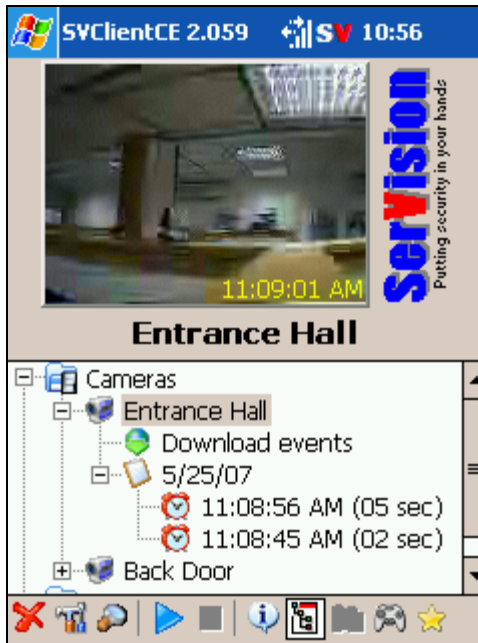 SVClientCE 2.059 SV 10:56
11:09:01 AM
SerVision
Putting security in your hands
Entrance Hall
Cameras
Entrance Hall
Download events
5/25/07
11:08:56 AM (05 sec)
11:08:45 AM (02 sec)
Back Door